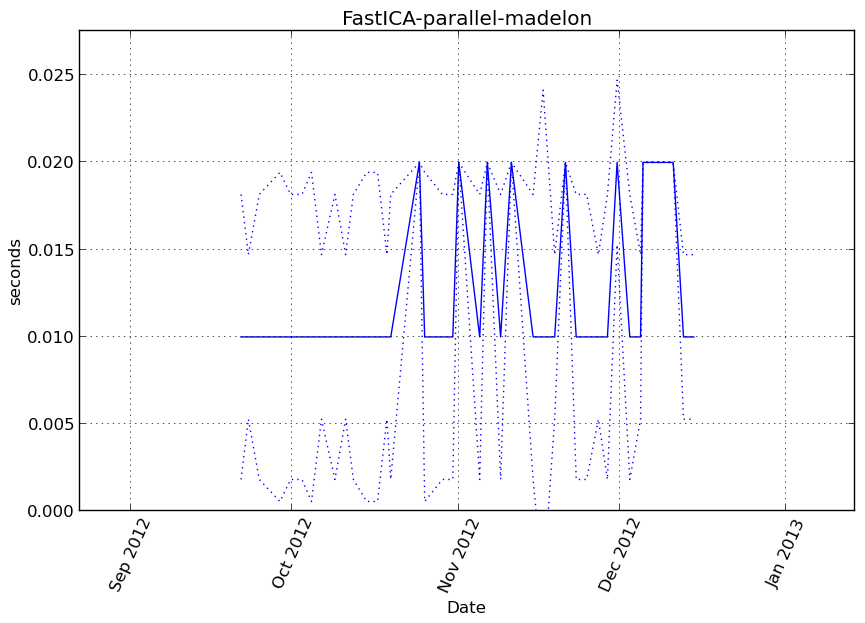 FastICA-parallel-madelon
0.025
0.020
0.015
0.010
0.005
0.000
seconds
Sep 2012
Oct 2012
Nov 2012
Dec 2012
Jan 2013
Date